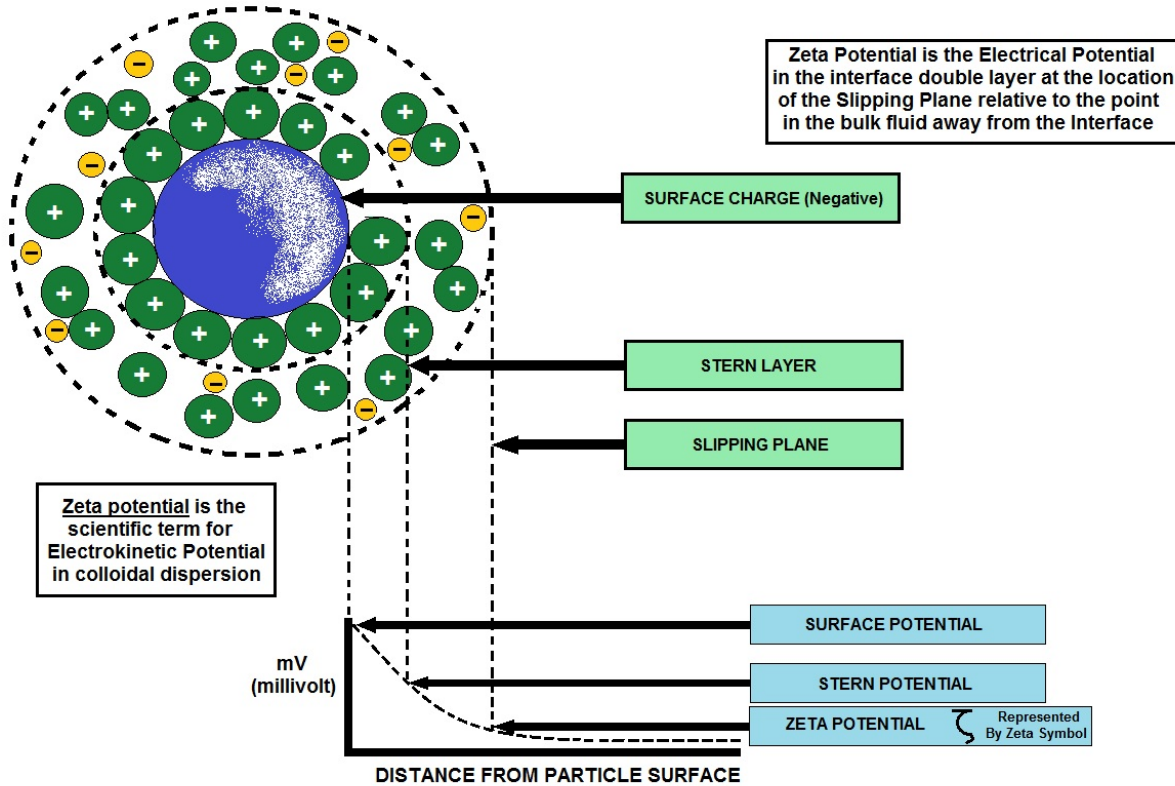 Zeta Potential is the Electrical Potential
in the interface double layer at the location
of the Slipping Plane relative to the point
in the bulk fluid away from the Interface
SURFACE CHARGE (Negative)
STERN LAYER
SLIPPING PLANE
Zeta potential is the
scientific term for
Electrokinetic Potential
in colloidal dispersion
SURFACE POTENTIAL
mV
(millivolt)
STERN POTENTIAL
ZETA POTENTIAL
Represented
By Zeta Symbol
DISTANCE FROM PARTICLE SURFACE